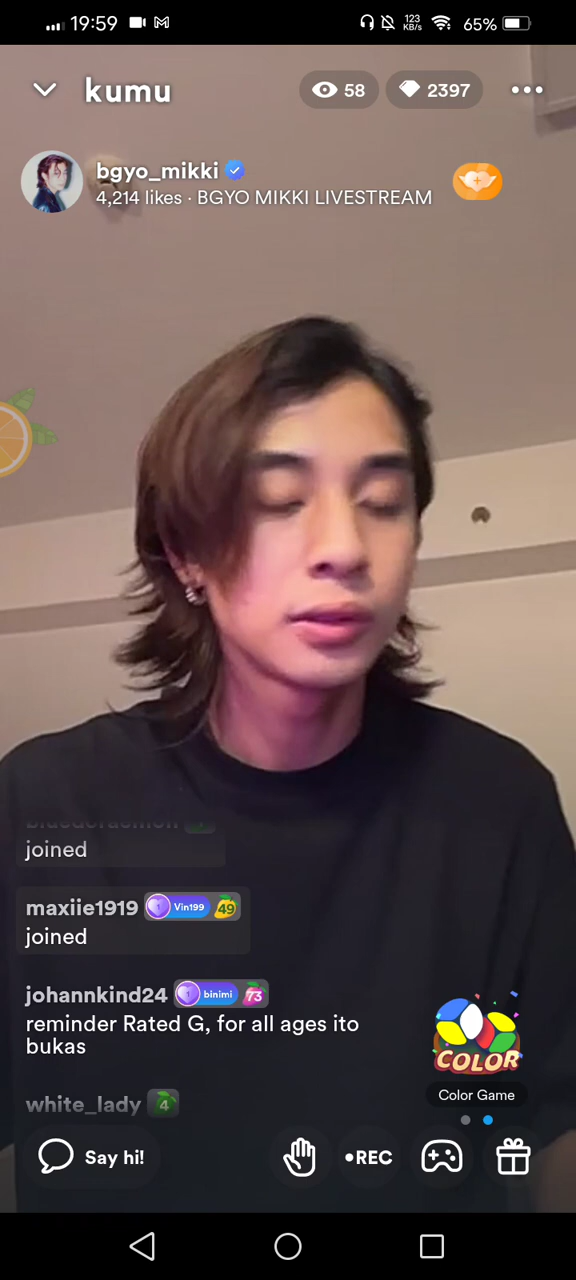 19:59 123 KB/s 65%
kumu 58 2397
bgyo_mikki
4,214 likes · BGYO MIKKI LIVESTREAM
joined
maxiie1919 1 Vin199 49
joined
johannkind24 1 binimi 73
reminder Rated G, for all ages ito
bukas
COLOR
white_lady 4
Color Game
Say hi! •REC